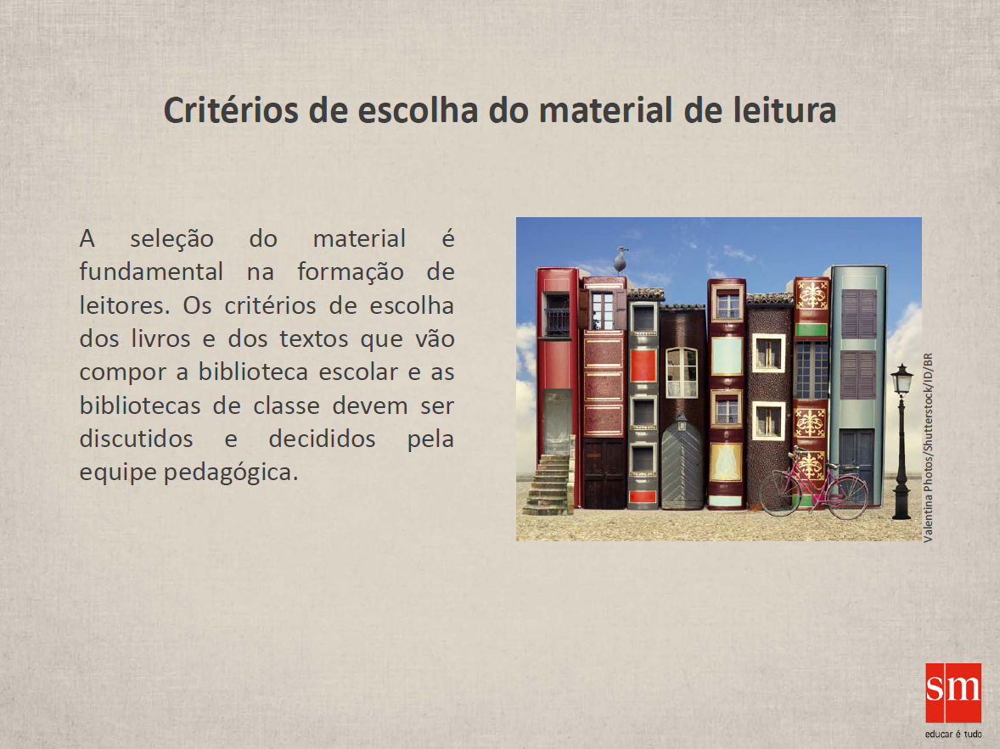 Critérios de escolha do material de leitura
A seleção do material é
fundamental na formação de
leitores. Os critérios de escolha
dos livros e dos textos que vão
compor a biblioteca escolar e as
bibliotecas de classe devem ser
discutidos e decididos pela
equipe pedagógica.
Valentina Photos/Shutterstock/ID/BR
sm
educar é tudo